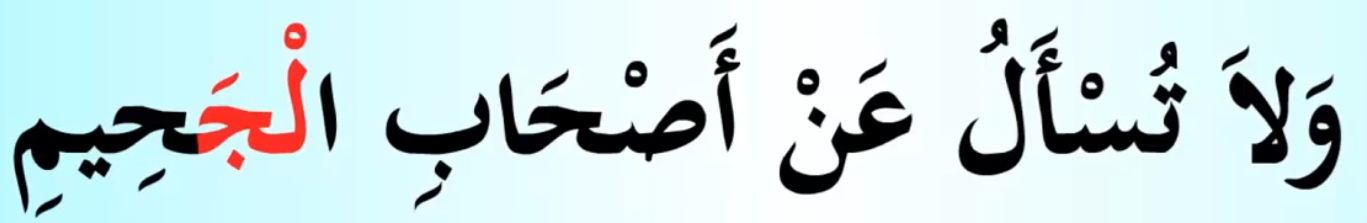 وَلاَ تُسْأَلُ عَنْ أَصْحَابِ الْجَحِيمِ